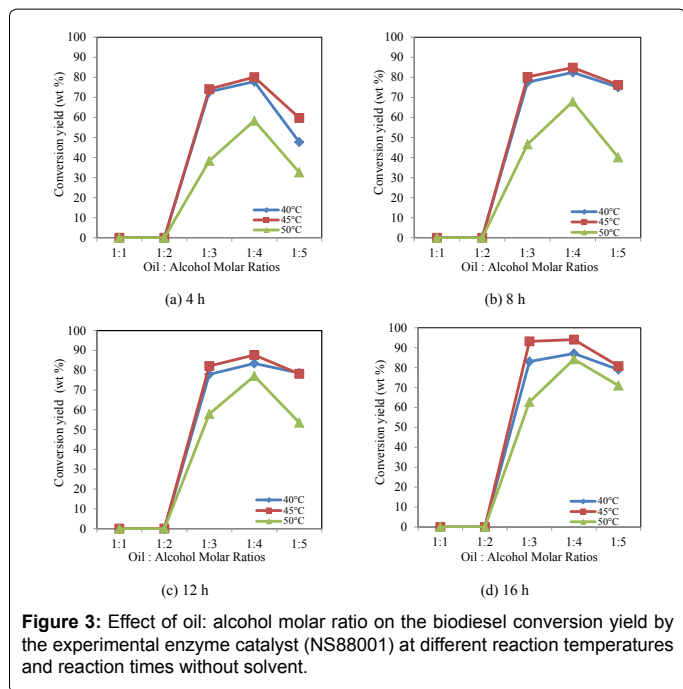 100
90
80
70
60
50
40
30
20
10
0
Conversion yield (wt %)
40°C
45°C
50°C
1:1 1:2 1:3 1:4 1:5
Oil : Alcohol Molar Ratios
(a) 4 h
100
90
80
70
60
50
40
30
20
10
0
Conversion yield (wt %)
40°C
45°C
50°C
1:1 1:2 1:3 1:4 1:5
Oil : Alcohol Molar Ratios
(b) 8 h
100
90
80
70
60
50
40
30
20
10
0
Conversion yield (wt %)
40°C
45°C
50°C
1:1 1:2 1:3 1:4 1:5
Oil : Alcohol Molar Ratios
(c) 12 h
100
90
80
70
60
50
40
30
20
10
0
Conversion yield (wt %)
40°C
45°C
50°C
1:1 1:2 1:3 1:4 1:5
Oil : Alcohol Molar Ratios
(d) 16 h
Figure 3: Effect of oil: alcohol molar ratio on the biodiesel conversion yield by
the experimental enzyme catalyst (NS88001) at different reaction temperatures
and reaction times without solvent.